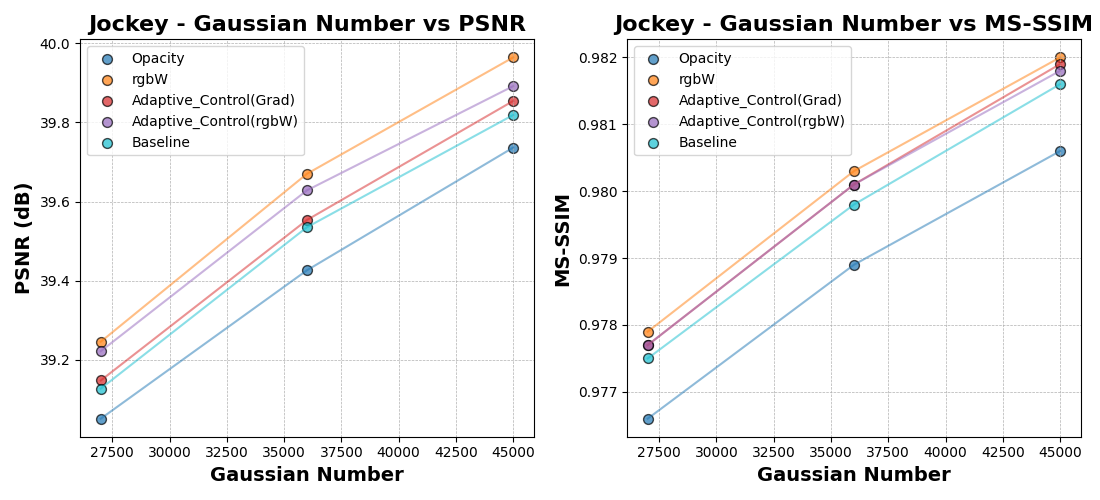 Jockey - Gaussian Number vs PSNR
40.0
39.8
39.6
39.4
39.2
PSNR (dB)
Opacity
rgbW
Adaptive_Control(Grad)
Adaptive_Control(rgbW)
Baseline
27500 30000 32500 35000 37500 40000 42500 45000
Gaussian Number
Jockey - Gaussian Number vs MS-SSIM
0.982
0.981
0.980
0.979
0.978
0.977
MS-SSIM
Opacity
rgbW
Adaptive_Control(Grad)
Adaptive_Control(rgbW)
Baseline
27500 30000 32500 35000 37500 40000 42500 45000
Gaussian Number